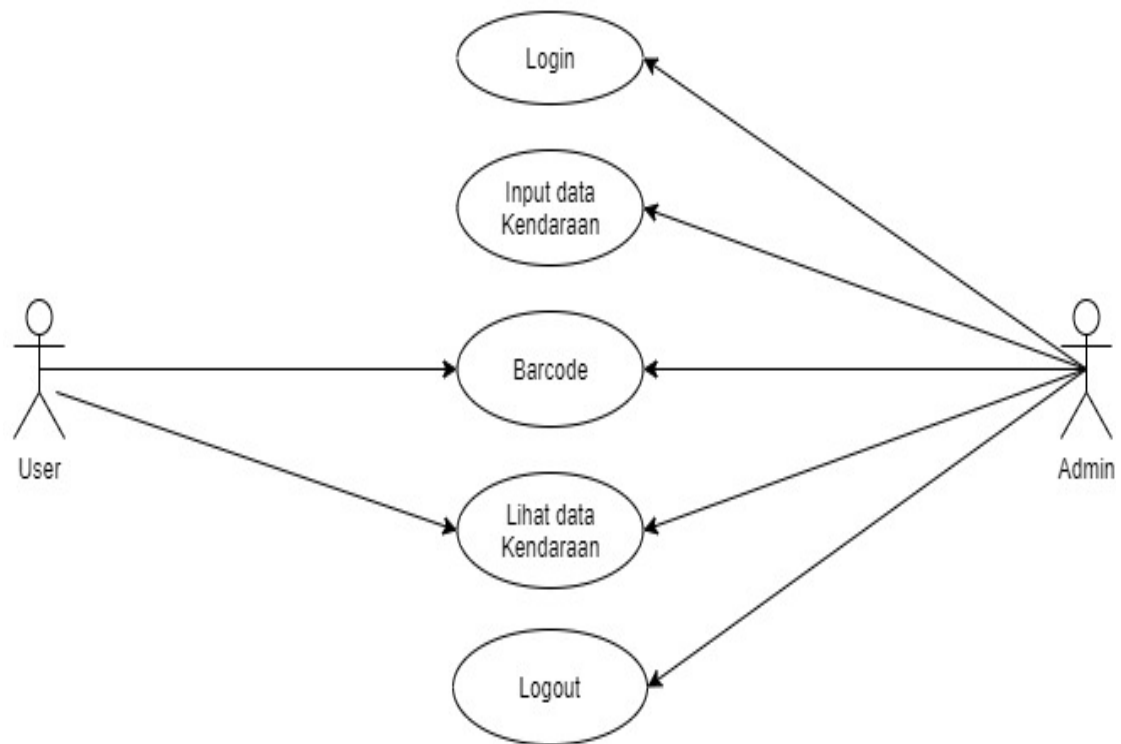 Login
Input data
Kendaraan
Barcode
User
Admin
Lihat data
Kendaraan
Logout